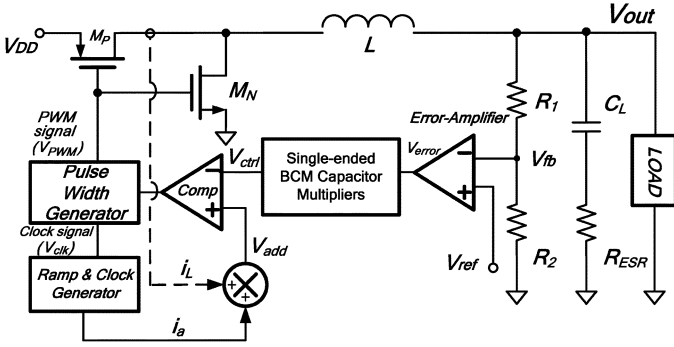 Vout
VDD
MP
L
MN
R1
CL
Error-Amplifier
PWM
signal
(VPWM)
Vctrl
Single-ended
BCM Capacitor
Multipliers
Verror
−
+
Vfb
LOAD
Pulse
Width
Generator
Comp
−
+
Clock signal
(Vclk)
Vadd
Vref
R2
RESR
Ramp & Clock
Generator
iL
+
+
ia